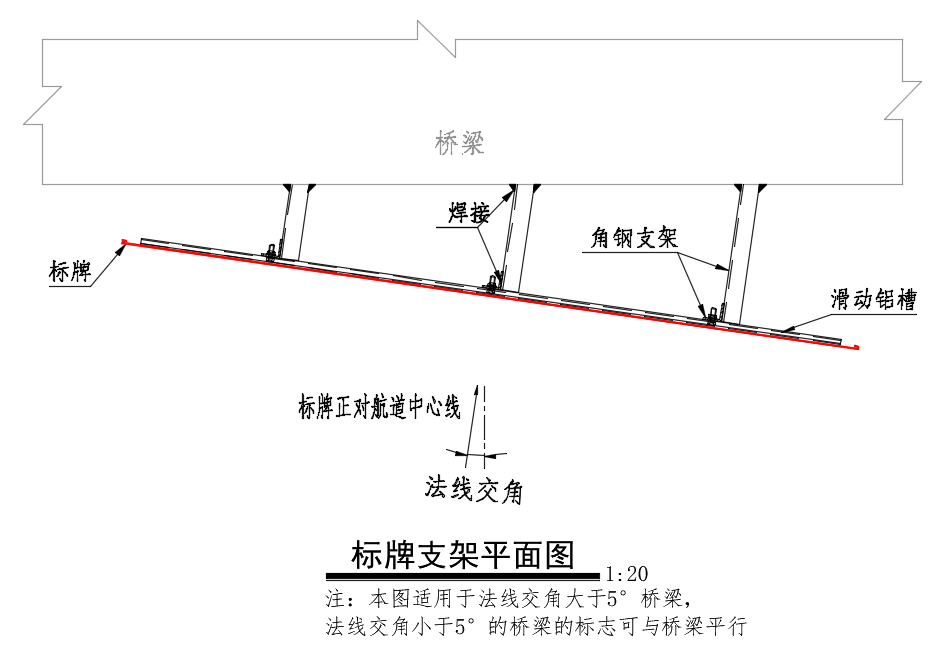 桥梁
焊接
角钢支架
标牌
滑动铝槽
标牌正对航道中心线
法线交角
标牌支架平面图
1:20
注：本图适用于法线交角大于5°桥梁，
法线交角小于5°的桥梁的标志可与桥梁平行